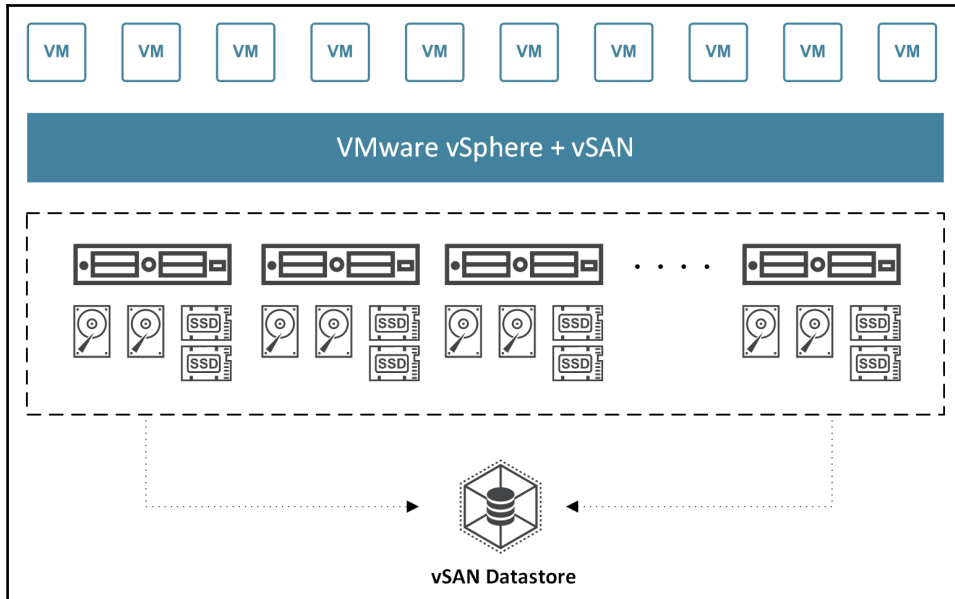 VM VM VM VM VM VM VM VM VM VM
VMware vSphere + vSAN
. . . .
SSD SSD SSD SSD
SSD SSD SSD SSD
vSAN Datastore